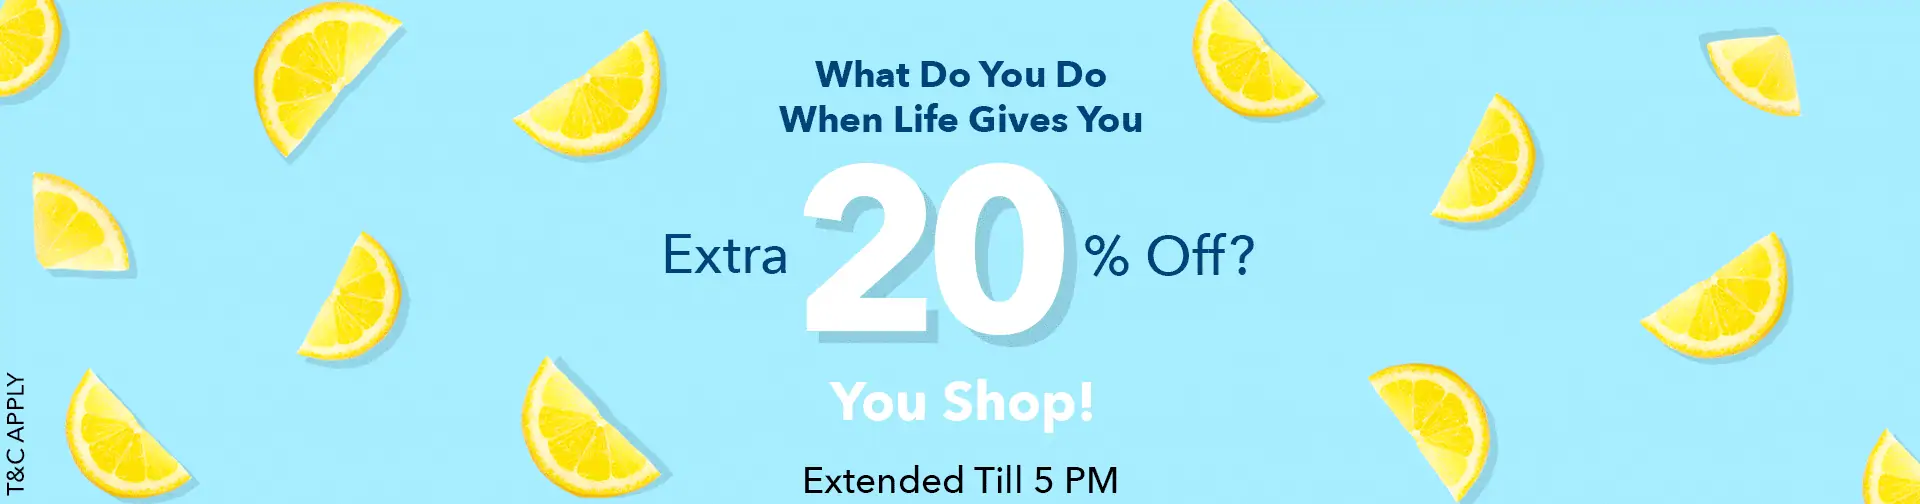 What Do You Do
When Life Gives You
Extra 20% Off?
You Shop!
Extended Till 5 PM
T&C APPLY